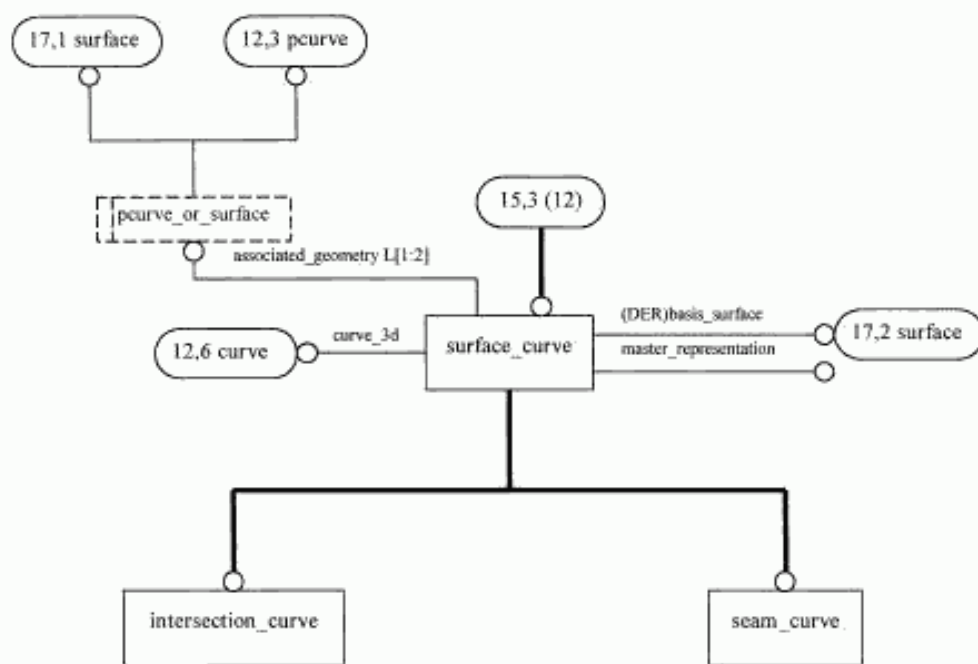 17,1 surface
12,3 pcurve
pcurve_or_surface
15,3 (12)
associated_geometry L[1:2]
(DER)basis_surface
12,6 curve
curve_3d
surface_curve
17,2 surface
master_representation
intersection_curve
seam_curve